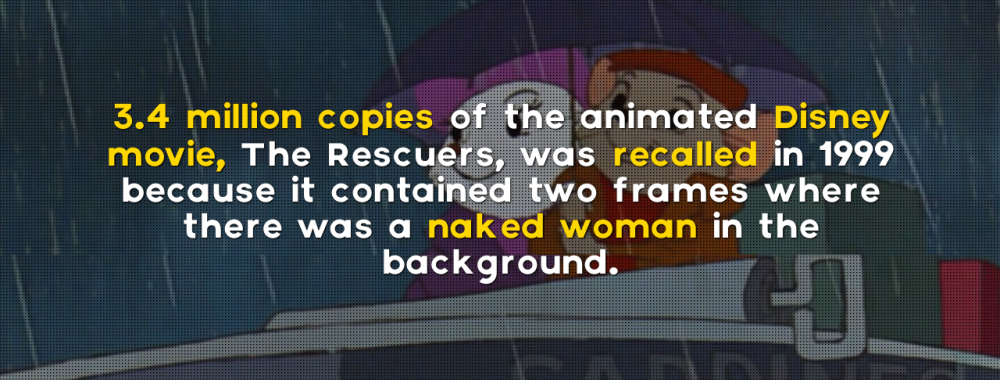 3.4 million copies of the animated Disney
movie, The Rescuers, was recalled in 1999
because it contained two frames where
there was a naked woman in the
background.